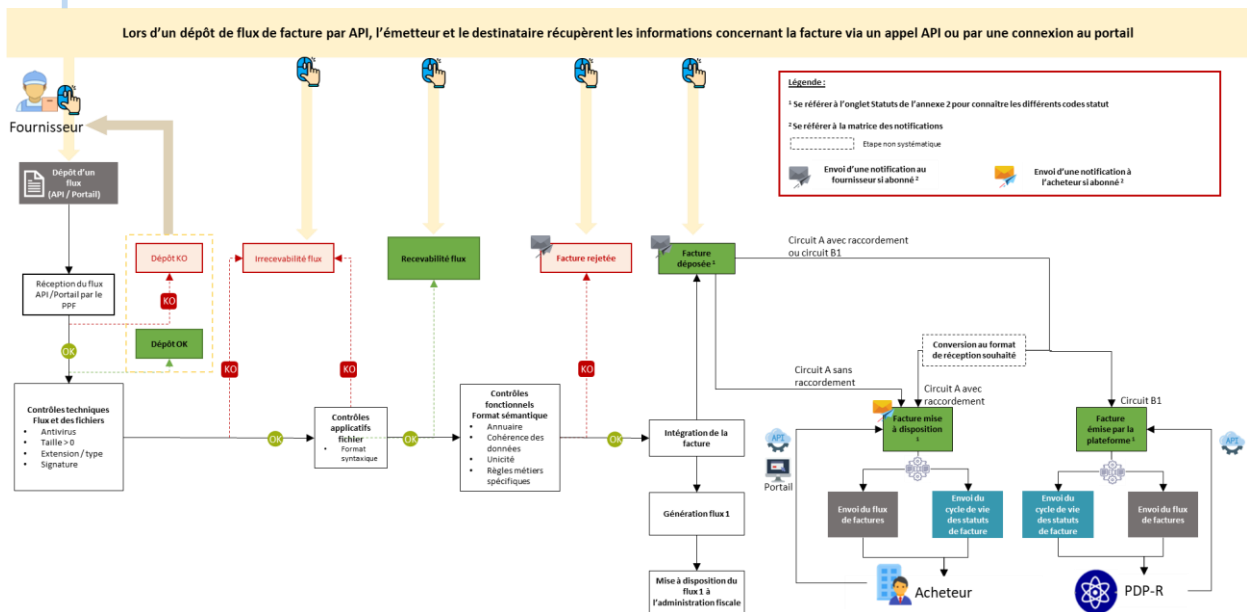 Lors d'un dépôt de flux de facture par API, l'émetteur et le destinataire récupèrent les informations concernant la facture via un appel API ou par une connexion au portail
Légende :
¹ Se référer à l'onglet Statuts de l'annexe 2 pour connaître les différents codes statut
² Se référer à la matrice des notifications
Etape non systématique
Envoi d'une notification au
fournisseur si abonné ²
Envoi d'une notification à
l'acheteur si abonné ²
Fournisseur
Dépôt d'un
flux
(API / Portail)
Réception du flux
API /Portail par le
PPF
OK
Dépôt KO
KO
Dépôt OK
Contrôles techniques
Flux et des fichiers
• Antivirus
• Taille > 0
• Extension / type
• Signature
Irrecevabilité flux
KO
KO
OK
Contrôles
applicatifs
fichier
• Format
syntaxique
Recevabilité flux
OK
Contrôles
fonctionnels
Format sémantique
• Annuaire
• Cohérence des
données
• Unicité
• Règles métiers
spécifiques
Facture rejetée
KO
OK
Facture
déposée ¹
Intégration de la
facture
Génération flux 1
Mise à disposition du
flux 1 à
l'administration fiscale
Circuit A avec raccordement
ou circuit B1
Conversion au format
de réception souhaité
Circuit A sans
raccordement
Circuit A avec
raccordement
Circuit B1
Facture mise
à disposition
1
Facture
émise par la
plateforme ¹
API
Portail
API
Envoi du flux
de factures
Envoi du
cycle de vie
des statuts
de facture
Envoi du
cycle de vie
des statuts
de facture
Envoi du flux
de factures
Acheteur
PDP-R